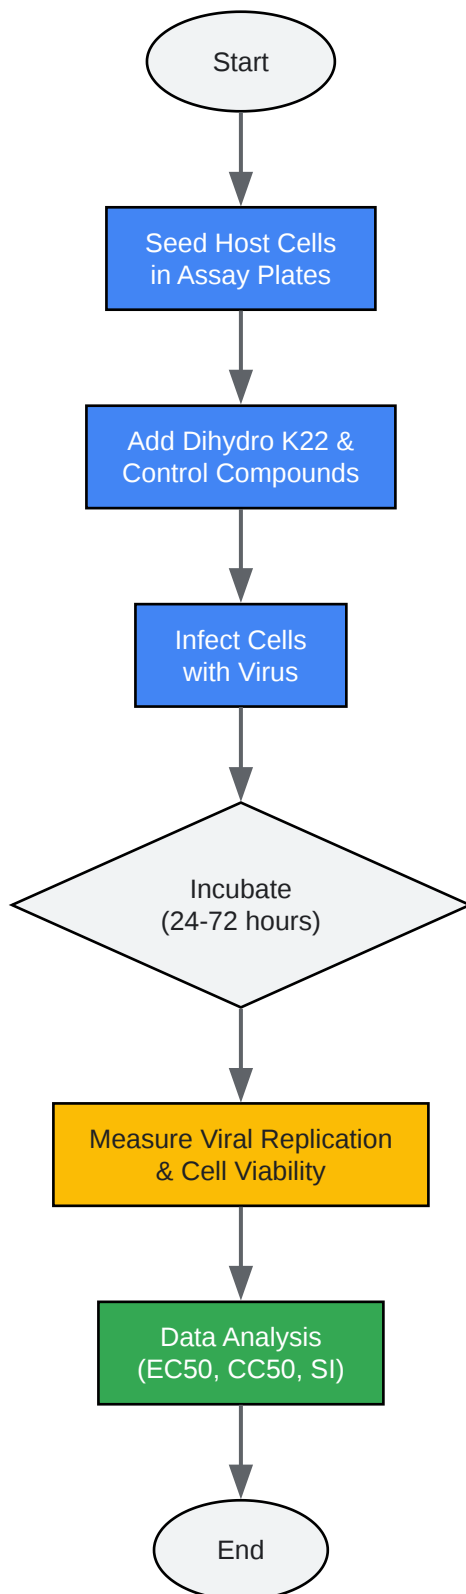 Start
Seed Host Cells
in Assay Plates
Add Dihydro K22 &
Control Compounds
Infect Cells
with Virus
Incubate
(24-72 hours)
Measure Viral Replication
& Cell Viability
Data Analysis
(EC50, CC50, SI)
End